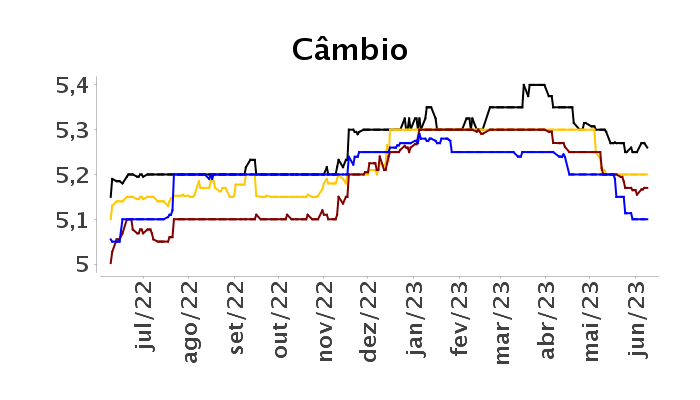 Câmbio
5,4
5,3
5,2
5,1
5
jul/22
ago/22
set/22
out/22
nov/22
dez/22
jan/23
fev/23
mar/23
abr/23
mai/23
jun/23